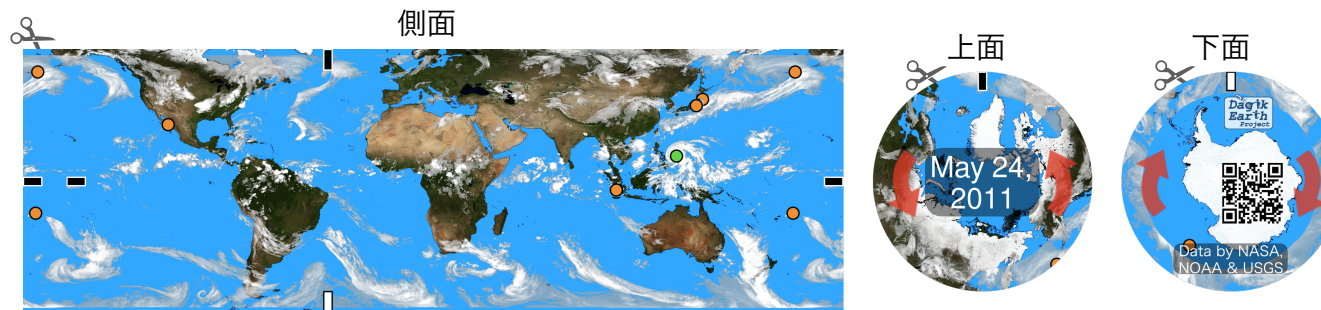 側面
上面
下面
May 24,
2011
Dagik
Earth
Project
Data by NASA,
NOAA & USGS